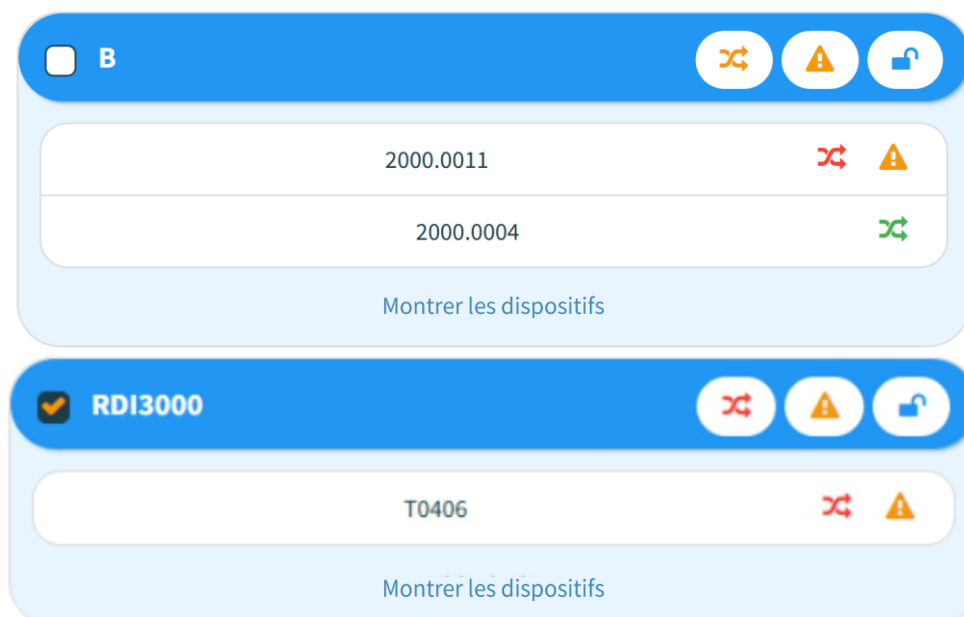 B
2000.0011
2000.0004
Montrer les dispositifs
RDI3000
T0406
Montrer les dispositifs